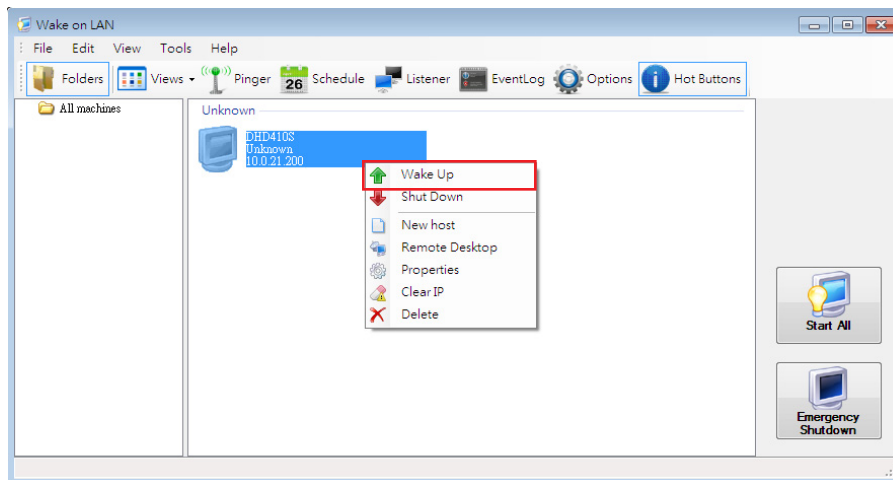 Wake on LAN
File Edit View Tools Help
Folders Views Pinger 26 Schedule Listener EventLog Options Hot Buttons
All machines
Unknown
DHD410S
Unknown
10.0.21.200
Wake Up
Shut Down
New host
Remote Desktop
Properties
Clear IP
Delete
Start All
Emergency
Shutdown